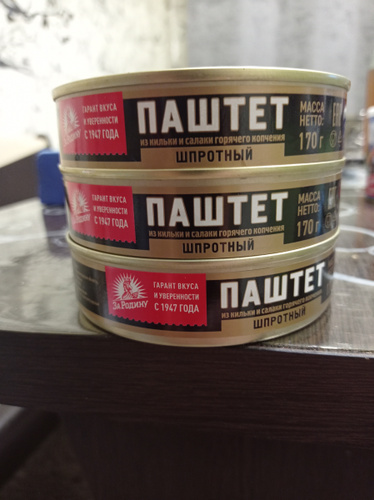 ГАРАНТ ВКУСА
И УВЕРЕННОСТИ
С 1947 ГОДА
ПАШТЕТ
ИЗ КИЛЬКИ И САЛАКИ ГОРЯЧЕГО КОПЧЕНИЯ
ШПРОТНЫЙ
МАССА
НЕТТО:
170 г
ГАРАНТ ВКУСА
И УВЕРЕННОСТИ
С 1947 ГОДА
ПАШТЕТ
ИЗ КИЛЬКИ И САЛАКИ ГОРЯЧЕГО КОПЧЕНИЯ
ШПРОТНЫЙ
МАССА
НЕТТО:
170 г
ЗА РОДИНУ
ГАРАНТ ВКУСА
И УВЕРЕННОСТИ
С 1947 ГОДА
ПАШТЕТ
ИЗ КИЛЬКИ И САЛАКИ ГОРЯЧЕГО
ШПРОТНЫЙ